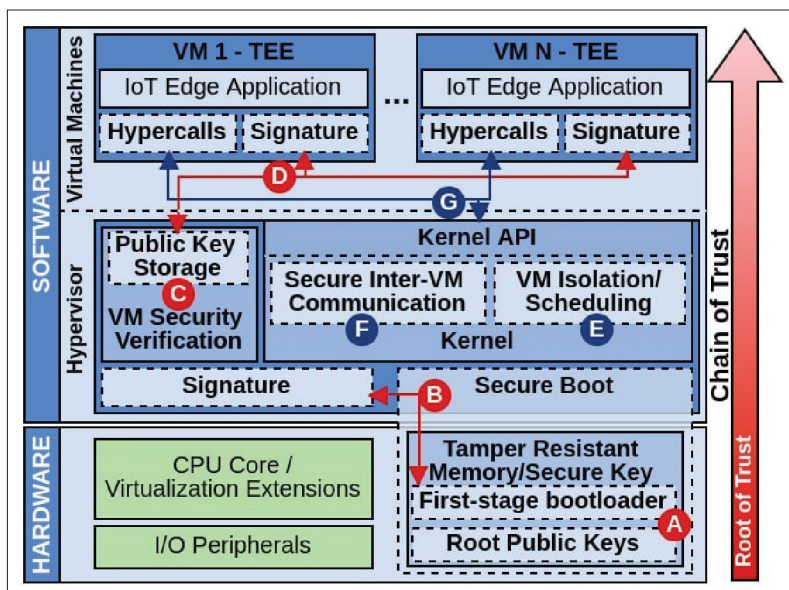 SOFTWARE
Virtual Machines
VM 1 - TEE
IoT Edge Application
Hypercalls
Signature
...
VM N - TEE
IoT Edge Application
Hypercalls
Signature
D
G
Hypervisor
Public Key
Storage
C
VM Security
Verification
Kernel API
Secure Inter-VM
Communication
F
VM Isolation/
Scheduling
E
Kernel
Signature
B
Secure Boot
HARDWARE
CPU Core /
Virtualization Extensions
I/O Peripherals
Tamper Resistant
Memory/Secure Key
First-stage bootloader
A
Root Public Keys
Chain of Trust
Root of Trust